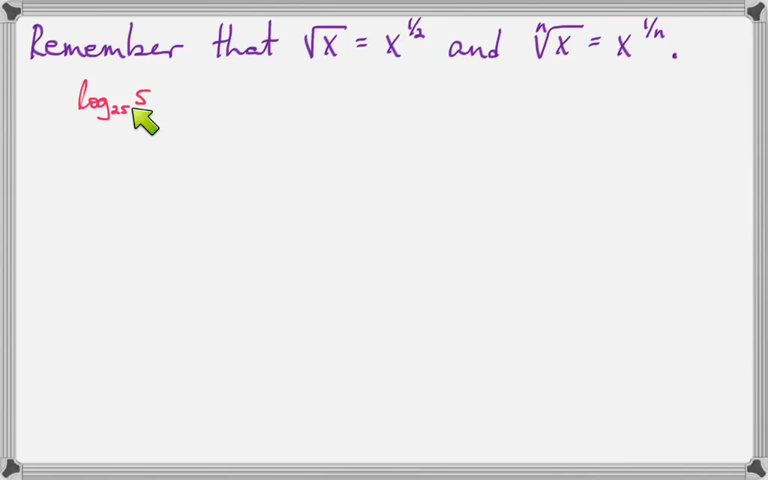 Remember that √x = x^(1/2) and ⁿ√x = x^(1/n).
log₂₅ 5